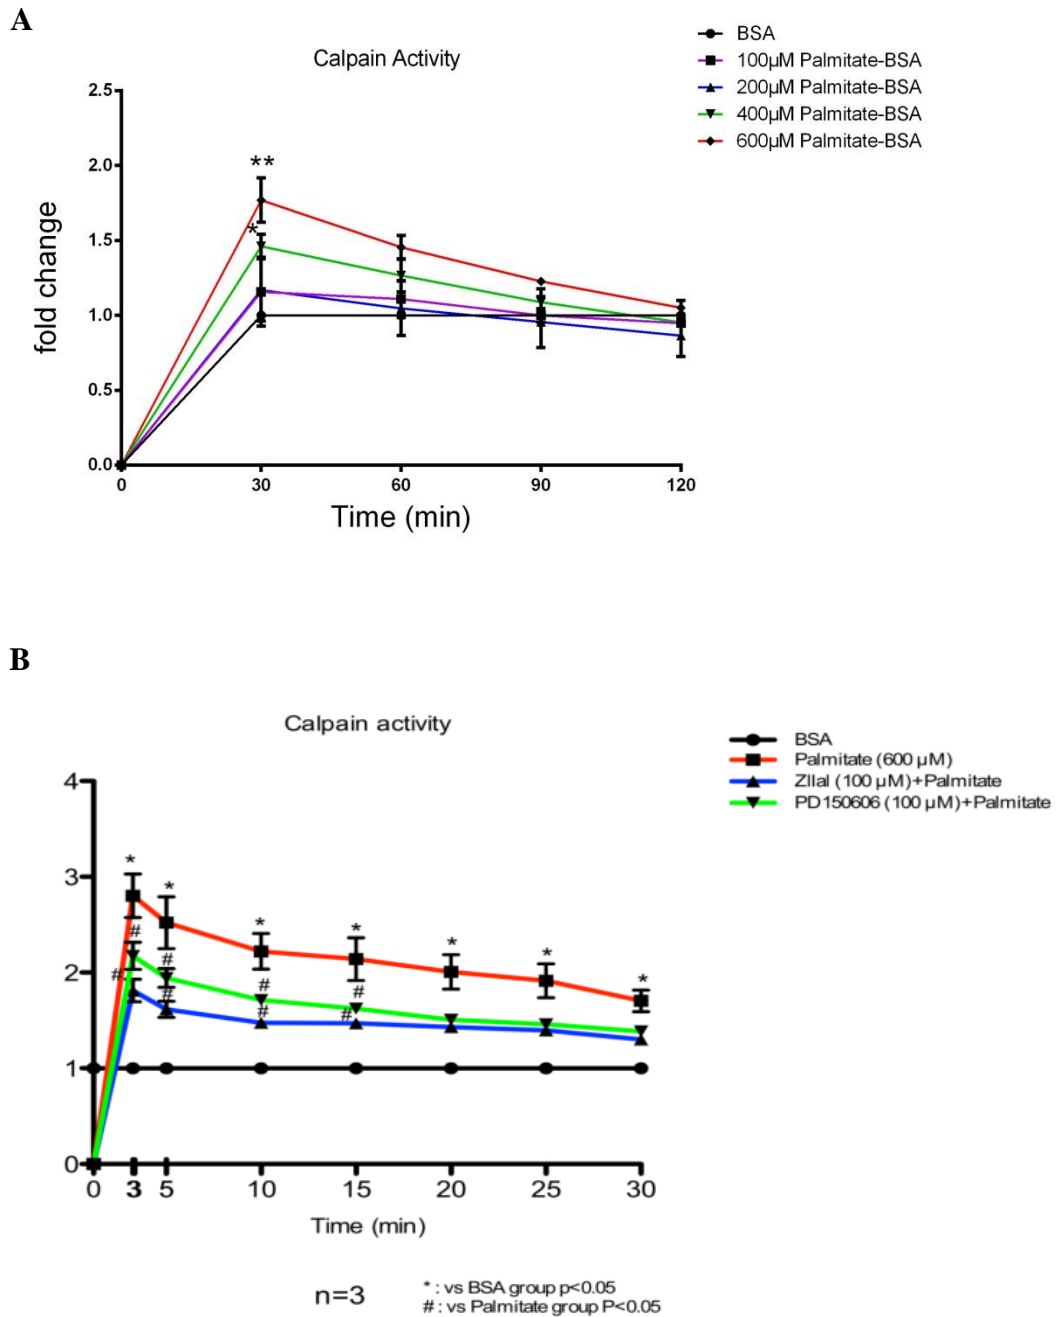 A
Calpain Activity
BSA
100µM Palmitate-BSA
200µM Palmitate-BSA
400µM Palmitate-BSA
600µM Palmitate-BSA
fold change
2.5
2.0
1.5
1.0
0.5
0.0
**
*
0 30 60 90 120
Time (min)
B
Calpain activity
BSA
Palmitate (600 µM)
ZIIal (100 µM)+Palmitate
PD150606 (100 µM)+Palmitate
4
3
2
1
0
* * * * * * *
# # # #
# # # #
0 3 5 10 15 20 25 30
Time (min)
n=3
* : vs BSA group p<0.05
# : vs Palmitate group P<0.05